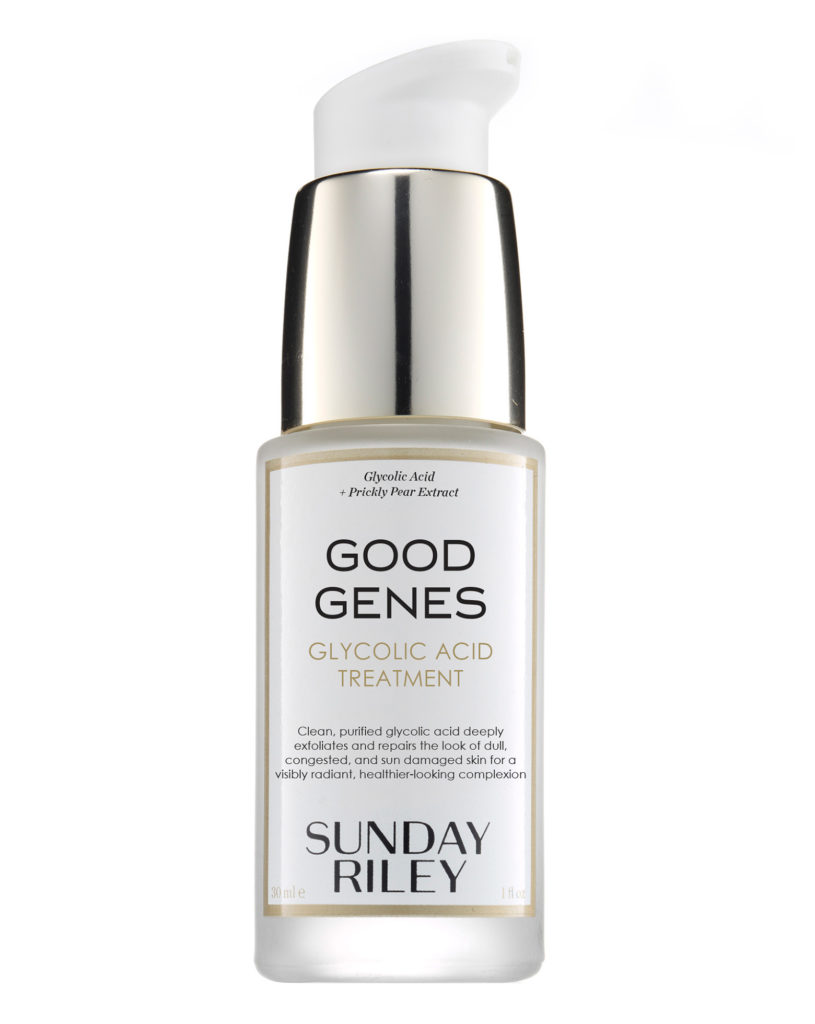 Glycolic Acid
+ Prickly Pear Extract
GOOD
GENES
GLYCOLIC ACID
TREATMENT
Clean, purified glycolic acid deeply
exfoliates and repairs the look of dull,
congested, and sun damaged skin for a
visibly radiant, healthier-looking complexion
SUNDAY
RILEY
30 ml e 1 fl oz